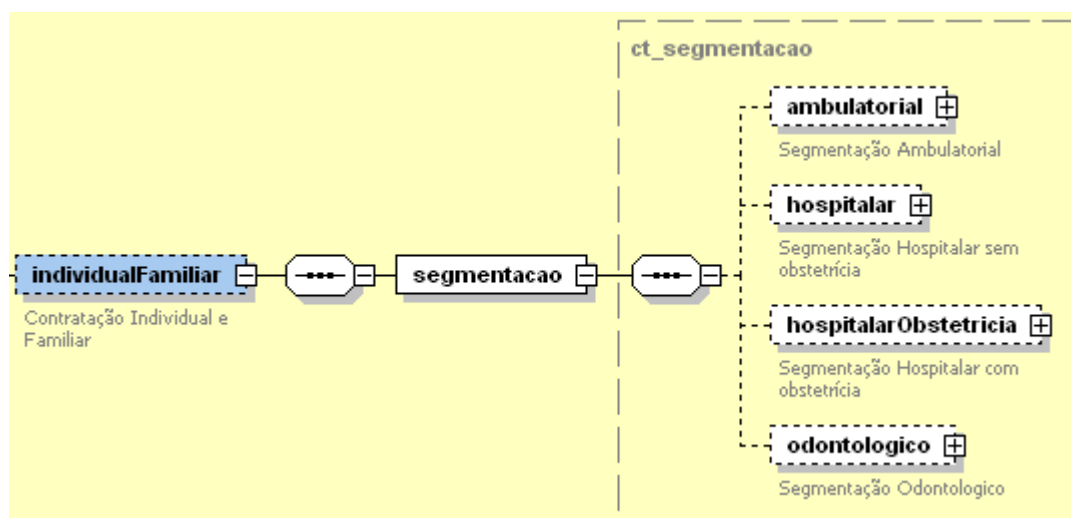 ct_segmentacao
ambulatorial
Segmentação Ambulatorial
hospitalar
Segmentação Hospitalar sem
obstetrícia
individualFamiliar
segmentacao
Contratação Individual e
Familiar
hospitalarObstetricia
Segmentação Hospitalar com
obstetrícia
odontologico
Segmentação Odontologico